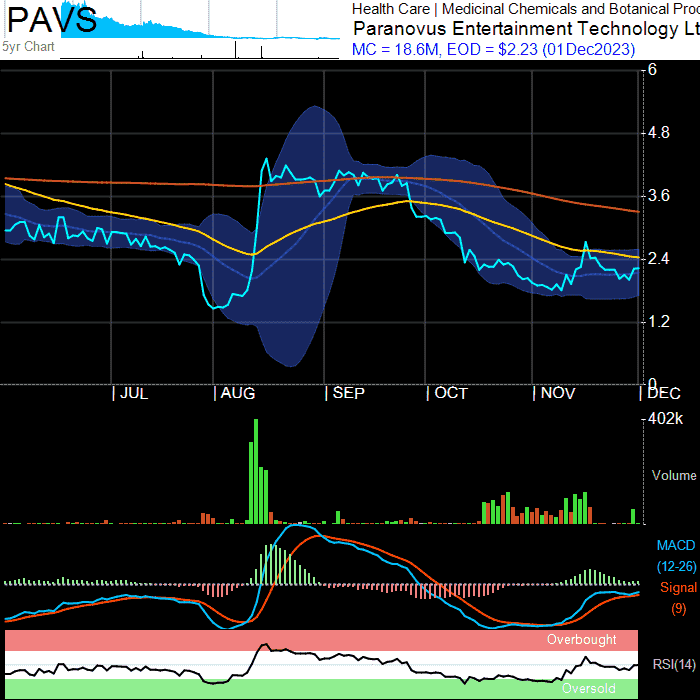 PAVS
5yr Chart
Health Care | Medicinal Chemicals and Botanical Prod
Paranovus Entertainment Technology Lt
MC = 18.6M, EOD = $2.23 (01Dec2023)
6
4.8
3.6
2.4
1.2
0
| JUL | AUG | SEP | OCT | NOV | DEC
402k
Volume
MACD
(12-26)
Signal
(9)
Overbought
RSI(14)
Oversold